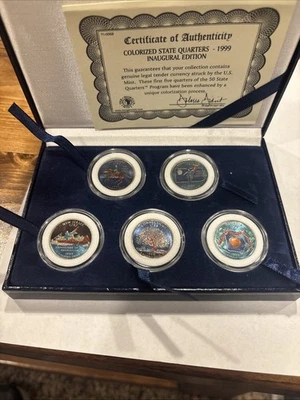 Certificate of Authenticity
COLORIZED STATE QUARTERS - 1999
INAUGURAL EDITION
This guarantees that your collection contains
genuine legal tender currency struck by the U.S.
Mint. These fine five quarters of the 50 State
Quarters™ Program have been enhanced by a
unique colorization process.